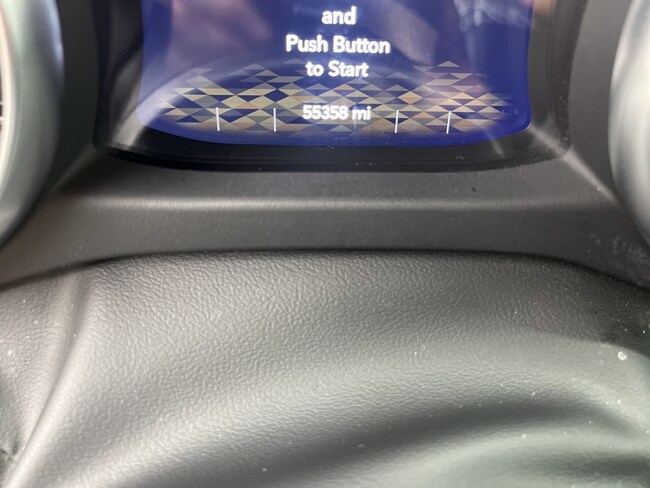 and
Push Button
to Start
55358 mi